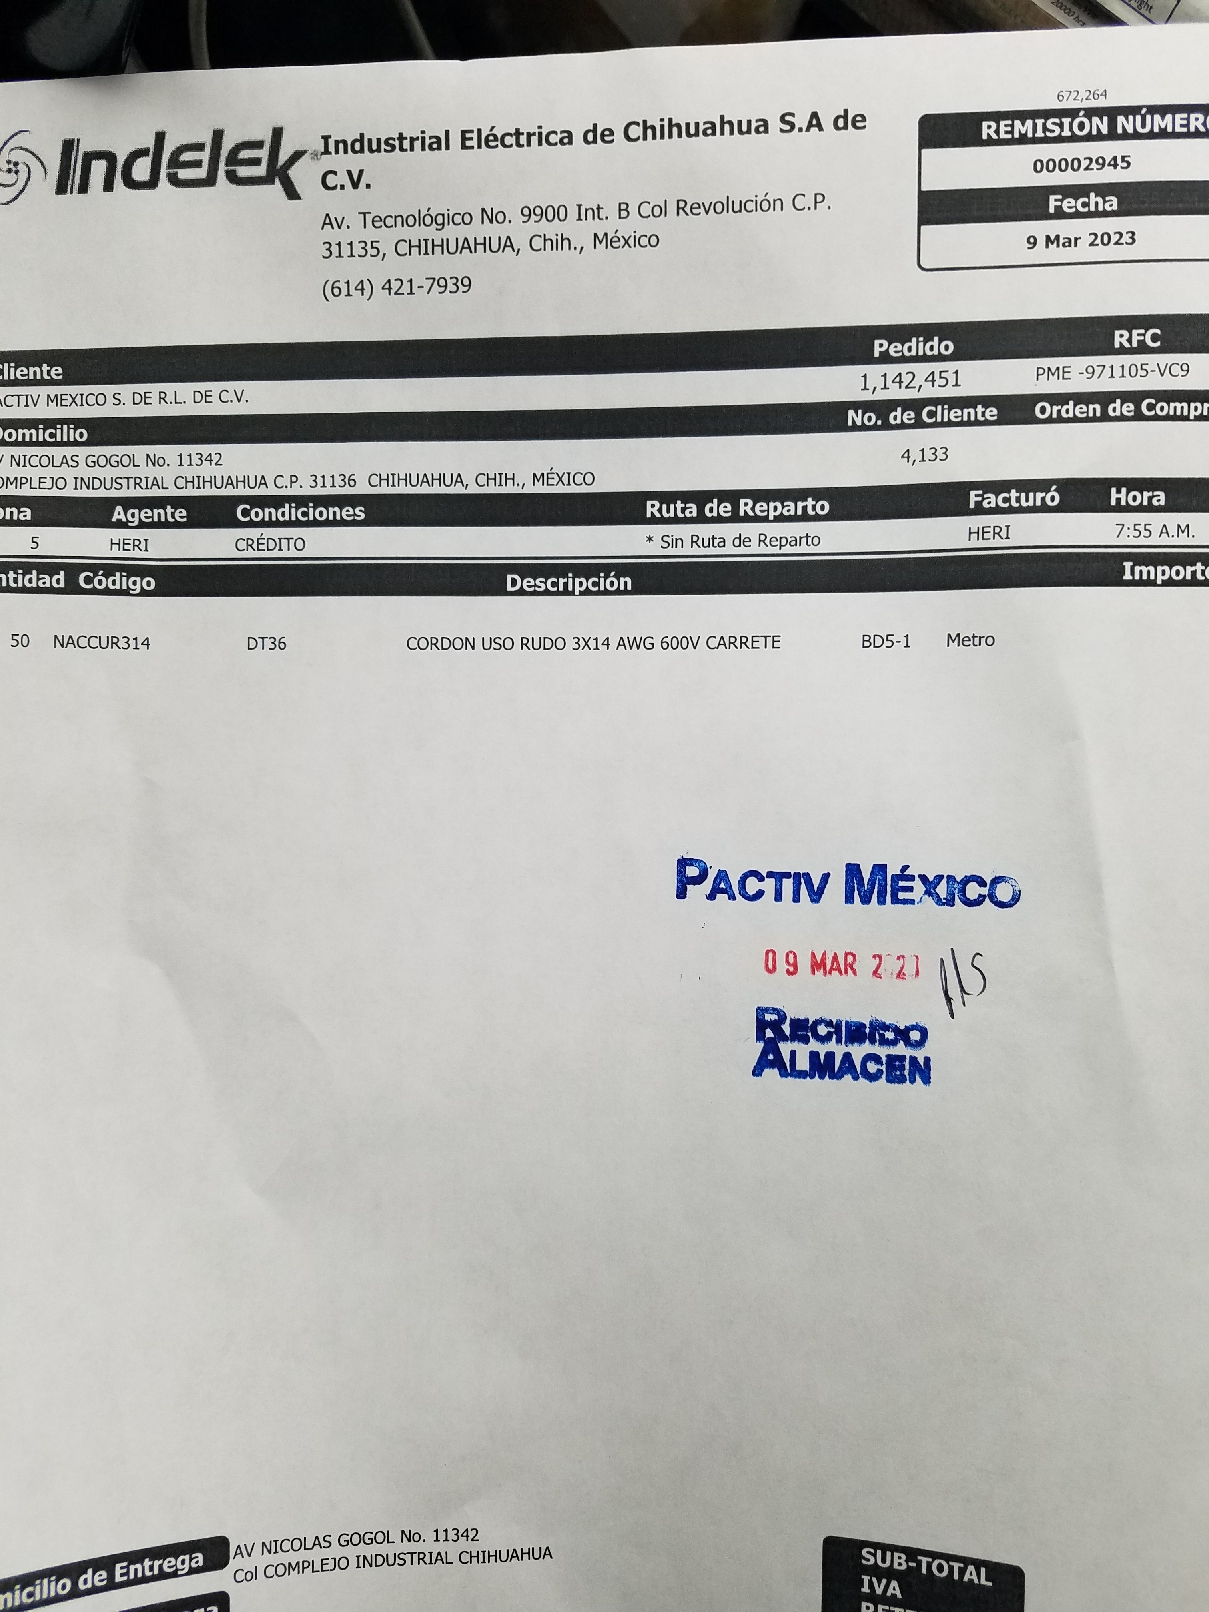 672,264
Indelek
Industrial Eléctrica de Chihuahua S.A de
C.V.
Av. Tecnológico No. 9900 Int. B Col Revolución C.P.
31135, CHIHUAHUA, Chih., México
(614) 421-7939
REMISIÓN NÚMERO
00002945
Fecha
9 Mar 2023
Cliente Pedido RFC
ACTIV MEXICO S. DE R.L. DE C.V. 1,142,451 PME -971105-VC9
Domicilio No. de Cliente Orden de Compr
V NICOLAS GOGOL No. 11342 4,133
OMPLEJO INDUSTRIAL CHIHUAHUA C.P. 31136 CHIHUAHUA, CHIH., MÉXICO
ona Agente Condiciones Ruta de Reparto Facturó Hora
5 HERI CRÉDITO * Sin Ruta de Reparto HERI 7:55 A.M.
ntidad Código Descripción Importe
50 NACCUR314 DT36 CORDON USO RUDO 3X14 AWG 600V CARRETE BD5-1 Metro
PACTIV MÉXICO
09 MAR
RECIBIDO
ALMACEN
micilio de Entrega
AV NICOLAS GOGOL No. 11342
Col COMPLEJO INDUSTRIAL CHIHUAHUA
SUB-TOTAL
IVA